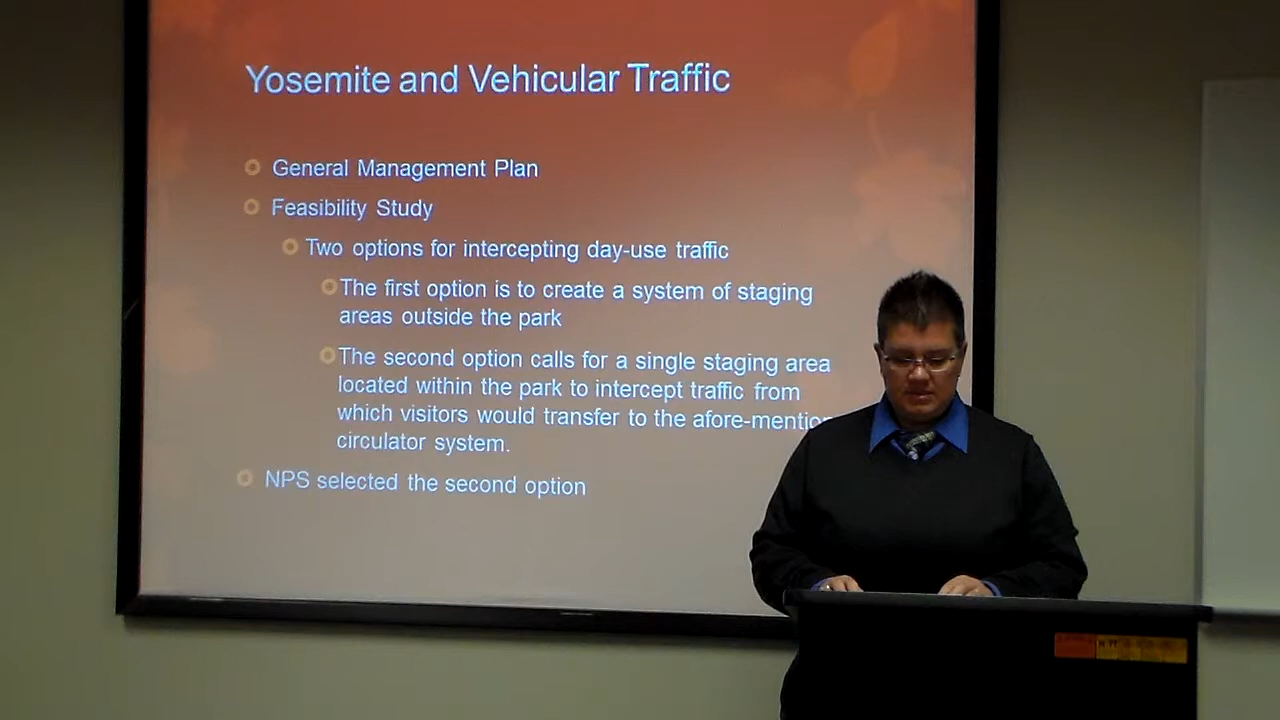 Yosemite and Vehicular Traffic
General Management Plan
Feasibility Study
Two options for intercepting day-use traffic
The first option is to create a system of staging
areas outside the park
The second option calls for a single staging area
located within the park to intercept traffic from
which visitors would transfer to the
circulator system.
NPS selected the second option